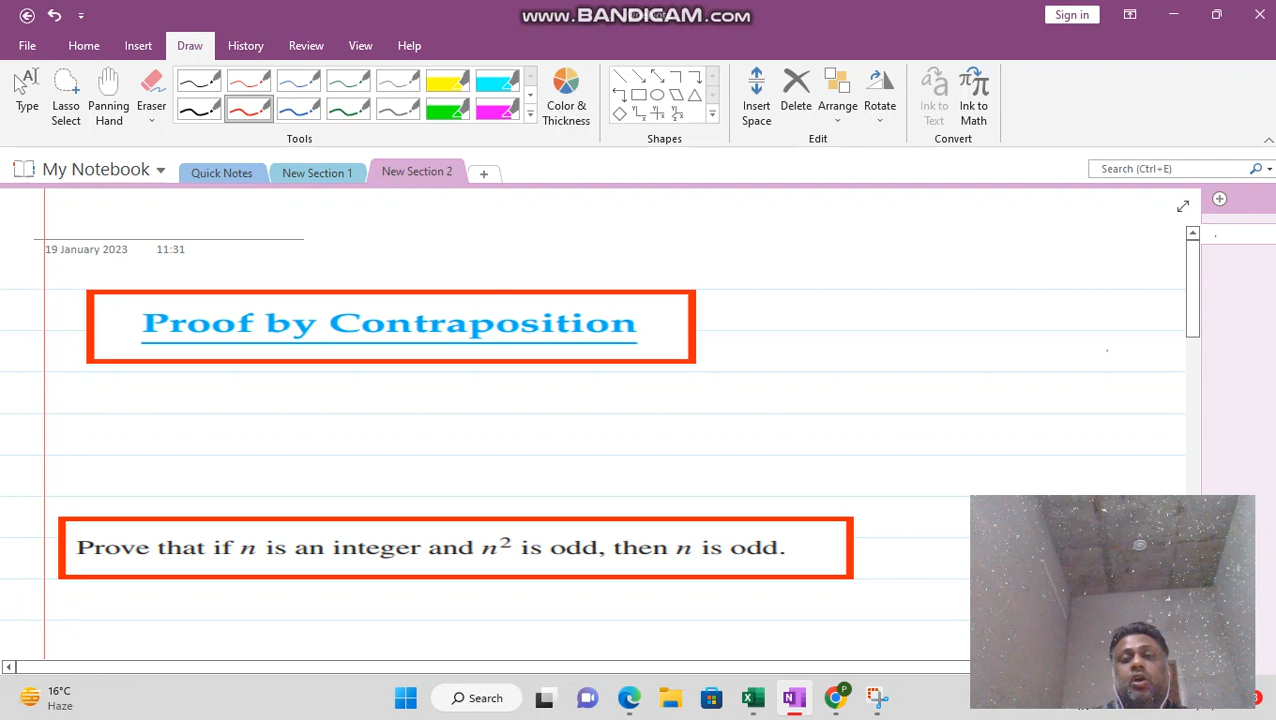 www.BANDICAM.com
Sign in
File Home Insert Draw History Review View Help
Type
Lasso Select
Panning Hand
Eraser
Color & Thickness
Insert Space
Delete
Arrange
Rotate
Ink to Text
Ink to Math
Tools
Shapes
Edit
Convert
My Notebook
Quick Notes
New Section 1
New Section 2
Search (Ctrl+E)
19 January 2023 11:31
Proof by Contraposition
Prove that if n is an integer and n² is odd, then n is odd.
16°C
Haze
Search